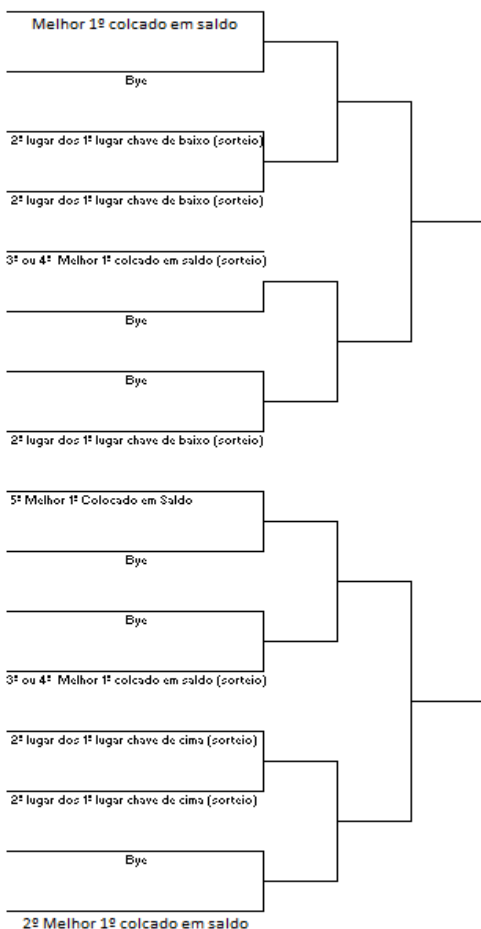 Melhor 1º colcado em saldo
Bye
2º lugar dos 1º lugar chave de baixo (sorteio)
2º lugar dos 1º lugar chave de baixo (sorteio)
3º ou 4º Melhor 1º colcado em saldo (sorteio)
Bye
Bye
2º lugar dos 1º lugar chave de baixo (sorteio)
5º Melhor 1º Colocado em Saldo
Bye
Bye
3º ou 4º Melhor 1º colcado em saldo (sorteio)
2º lugar dos 1º lugar chave de cima (sorteio)
2º lugar dos 1º lugar chave de cima (sorteio)
Bye
2º Melhor 1º colcado em saldo